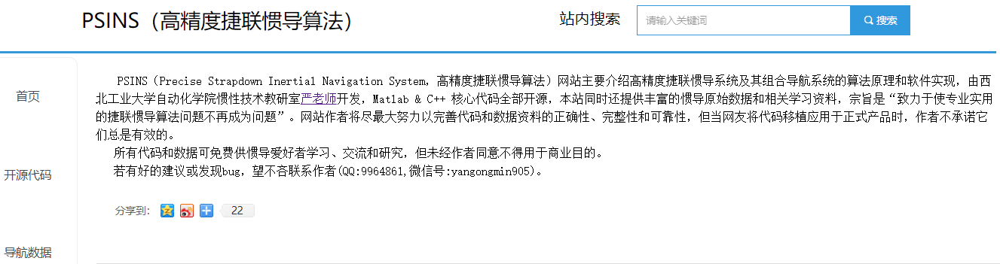 PSINS（高精度捷联惯导算法）
站内搜索
请输入关键词
搜索
首页
开源代码
导航数据
PSINS（Precise Strapdown Inertial Navigation System，高精度捷联惯导算法）网站主要介绍高精度捷联惯导系统及其组合导航系统的算法原理和软件实现，由西
北工业大学自动化学院惯性技术教研室严老师开发，Matlab & C++ 核心代码全部开源，本站同时还提供丰富的惯导原始数据和相关学习资料，宗旨是“致力于使专业实用
的捷联惯导算法问题不再成为问题”。网站作者将尽最大努力以完善代码和数据资料的正确性、完整性和可靠性，但当网友将代码移植应用于正式产品时，作者不承诺它
们总是有效的。
所有代码和数据可免费供惯导爱好者学习、交流和研究，但未经作者同意不得用于商业目的。
若有好的建议或发现bug，望不吝联系作者(QQ:9964861,微信号:yangongmin905)。
分享到： 22